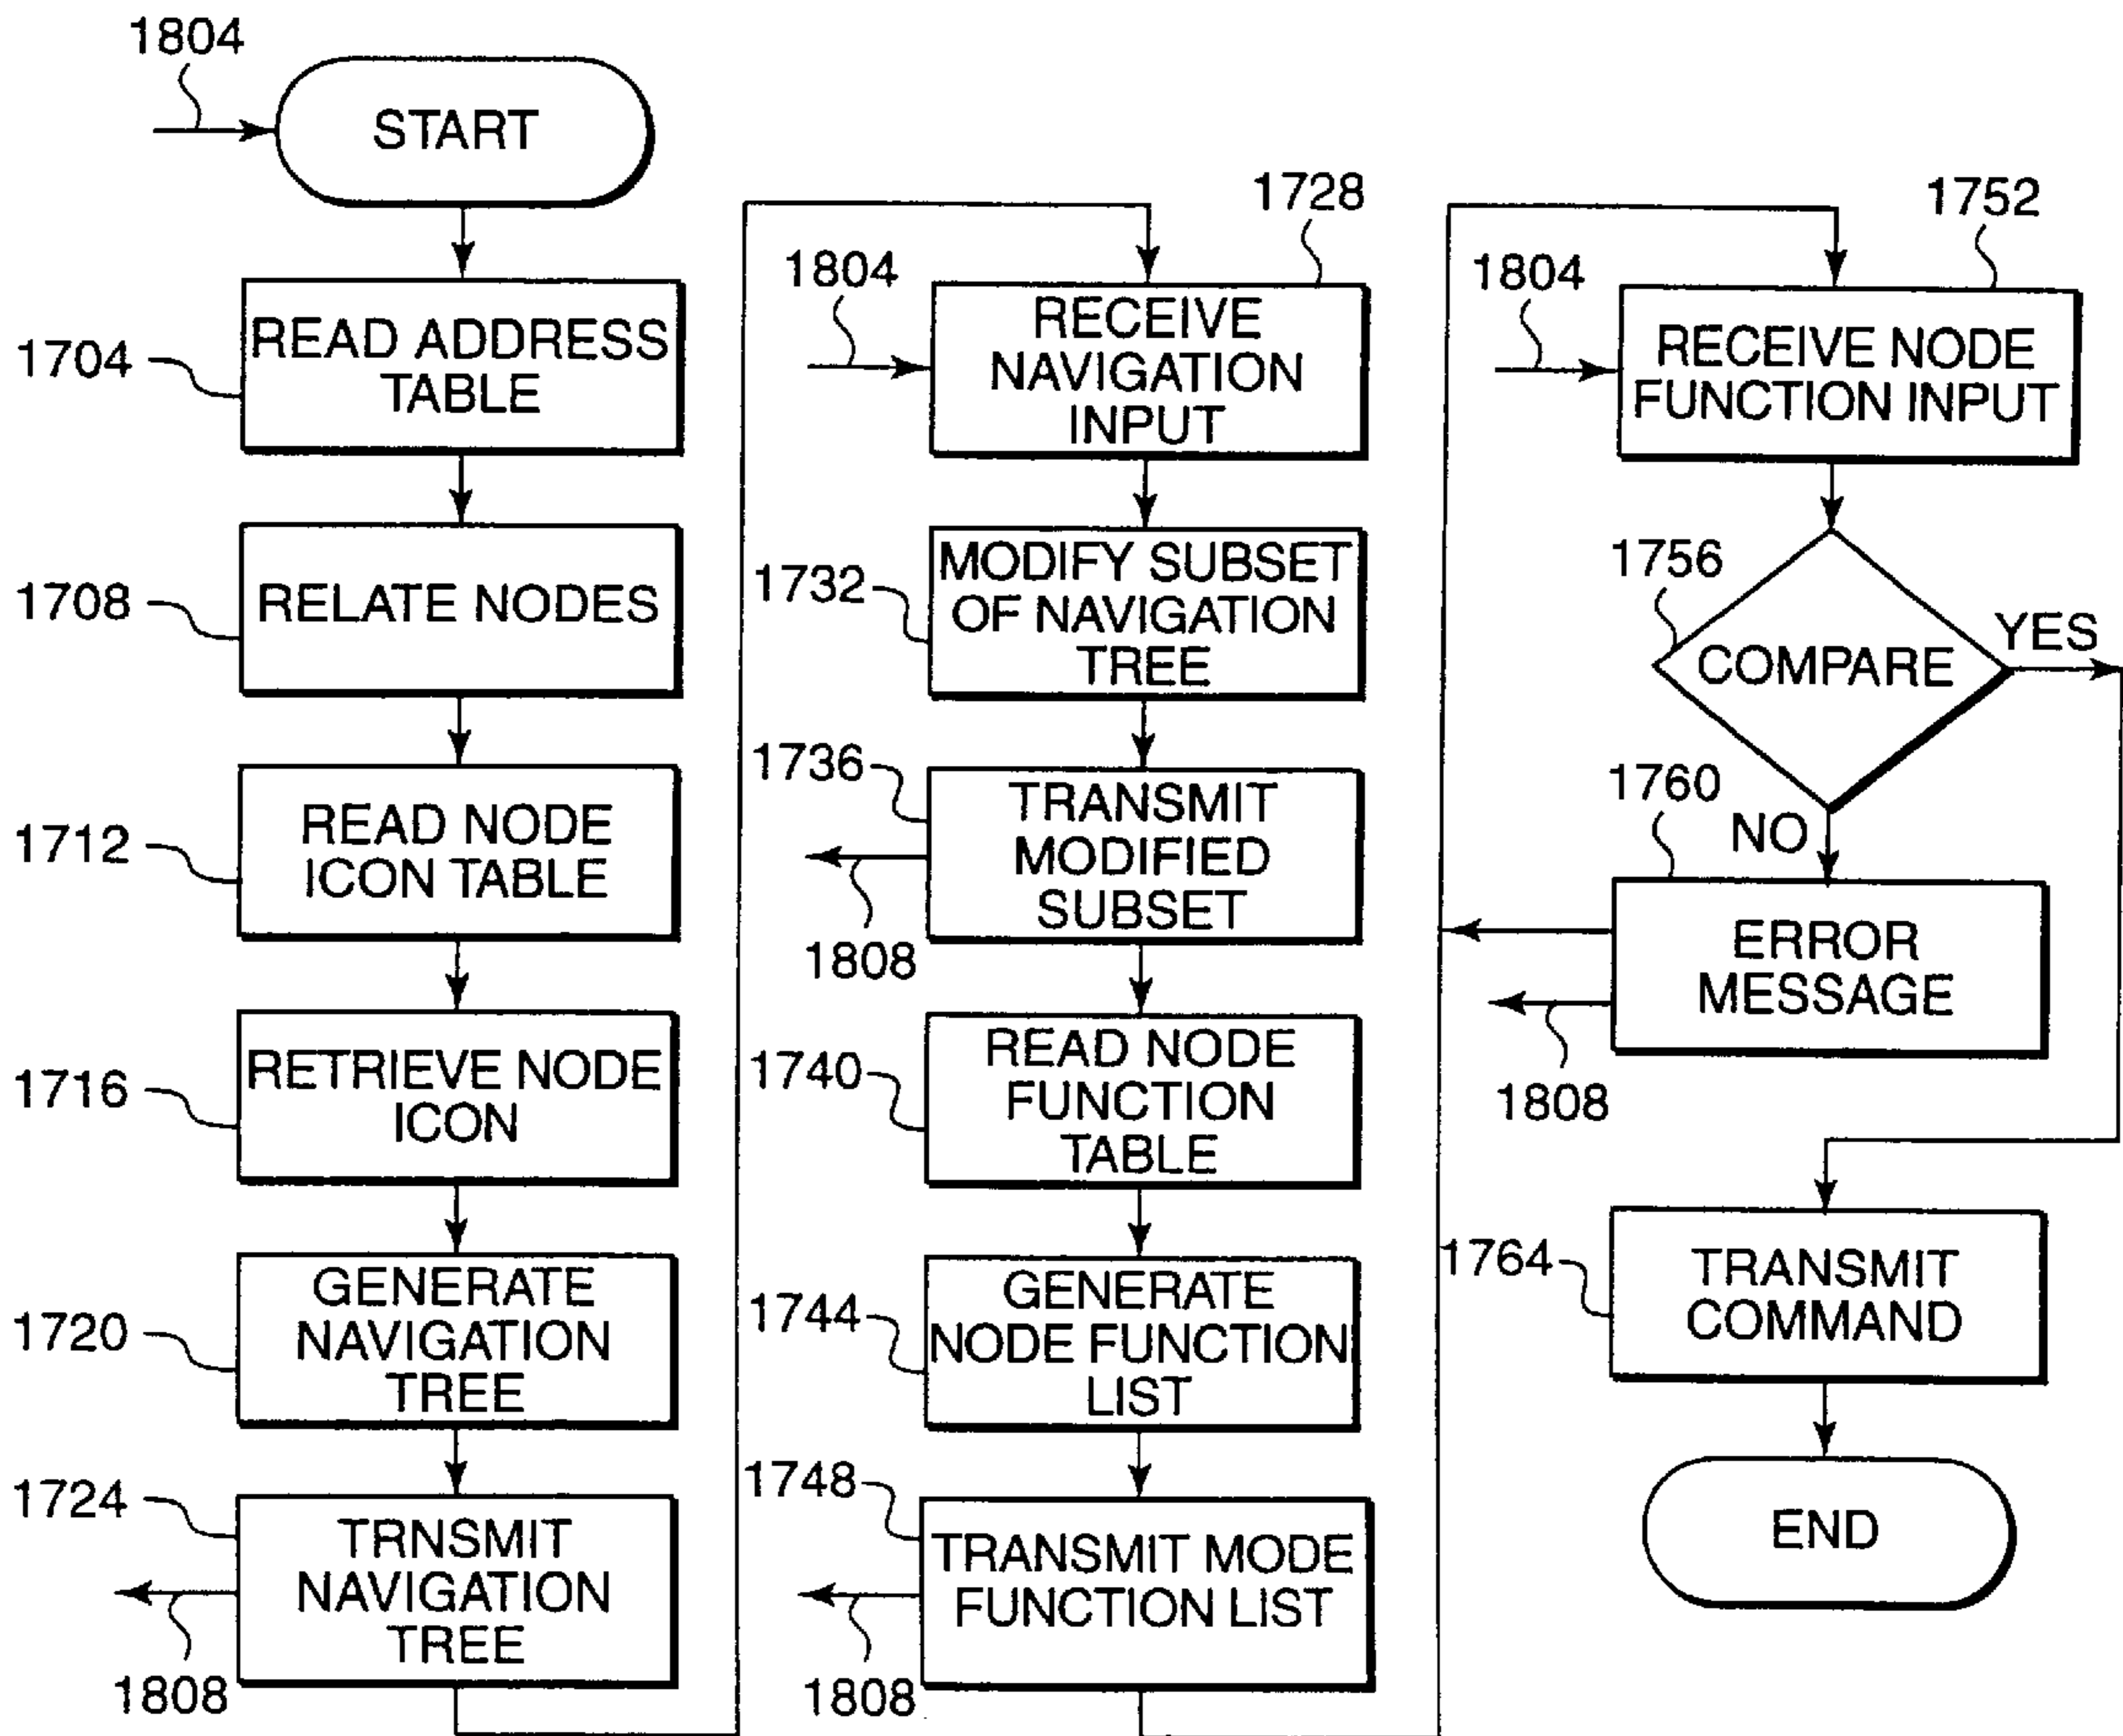 1804
START
1704
READ ADDRESS
TABLE
1708
RELATE NODES
1712
READ NODE
ICON TABLE
1716
RETRIEVE NODE
ICON
1720
GENERATE
NAVIGATION
TREE
1724
TRNSMIT
NAVIGATION
TREE
1808
1728
1804
RECEIVE
NAVIGATION
INPUT
1732
MODIFY SUBSET
OF NAVIGATION
TREE
1736
TRANSMIT
MODIFIED
SUBSET
1808
1740
READ NODE
FUNCTION
TABLE
1744
GENERATE
NODE FUNCTION
LIST
1748
TRANSMIT MODE
FUNCTION LIST
1808
1752
1804
RECEIVE NODE
FUNCTION INPUT
1756
COMPARE
YES
NO
1760
ERROR
MESSAGE
1808
1764
TRANSMIT
COMMAND
END